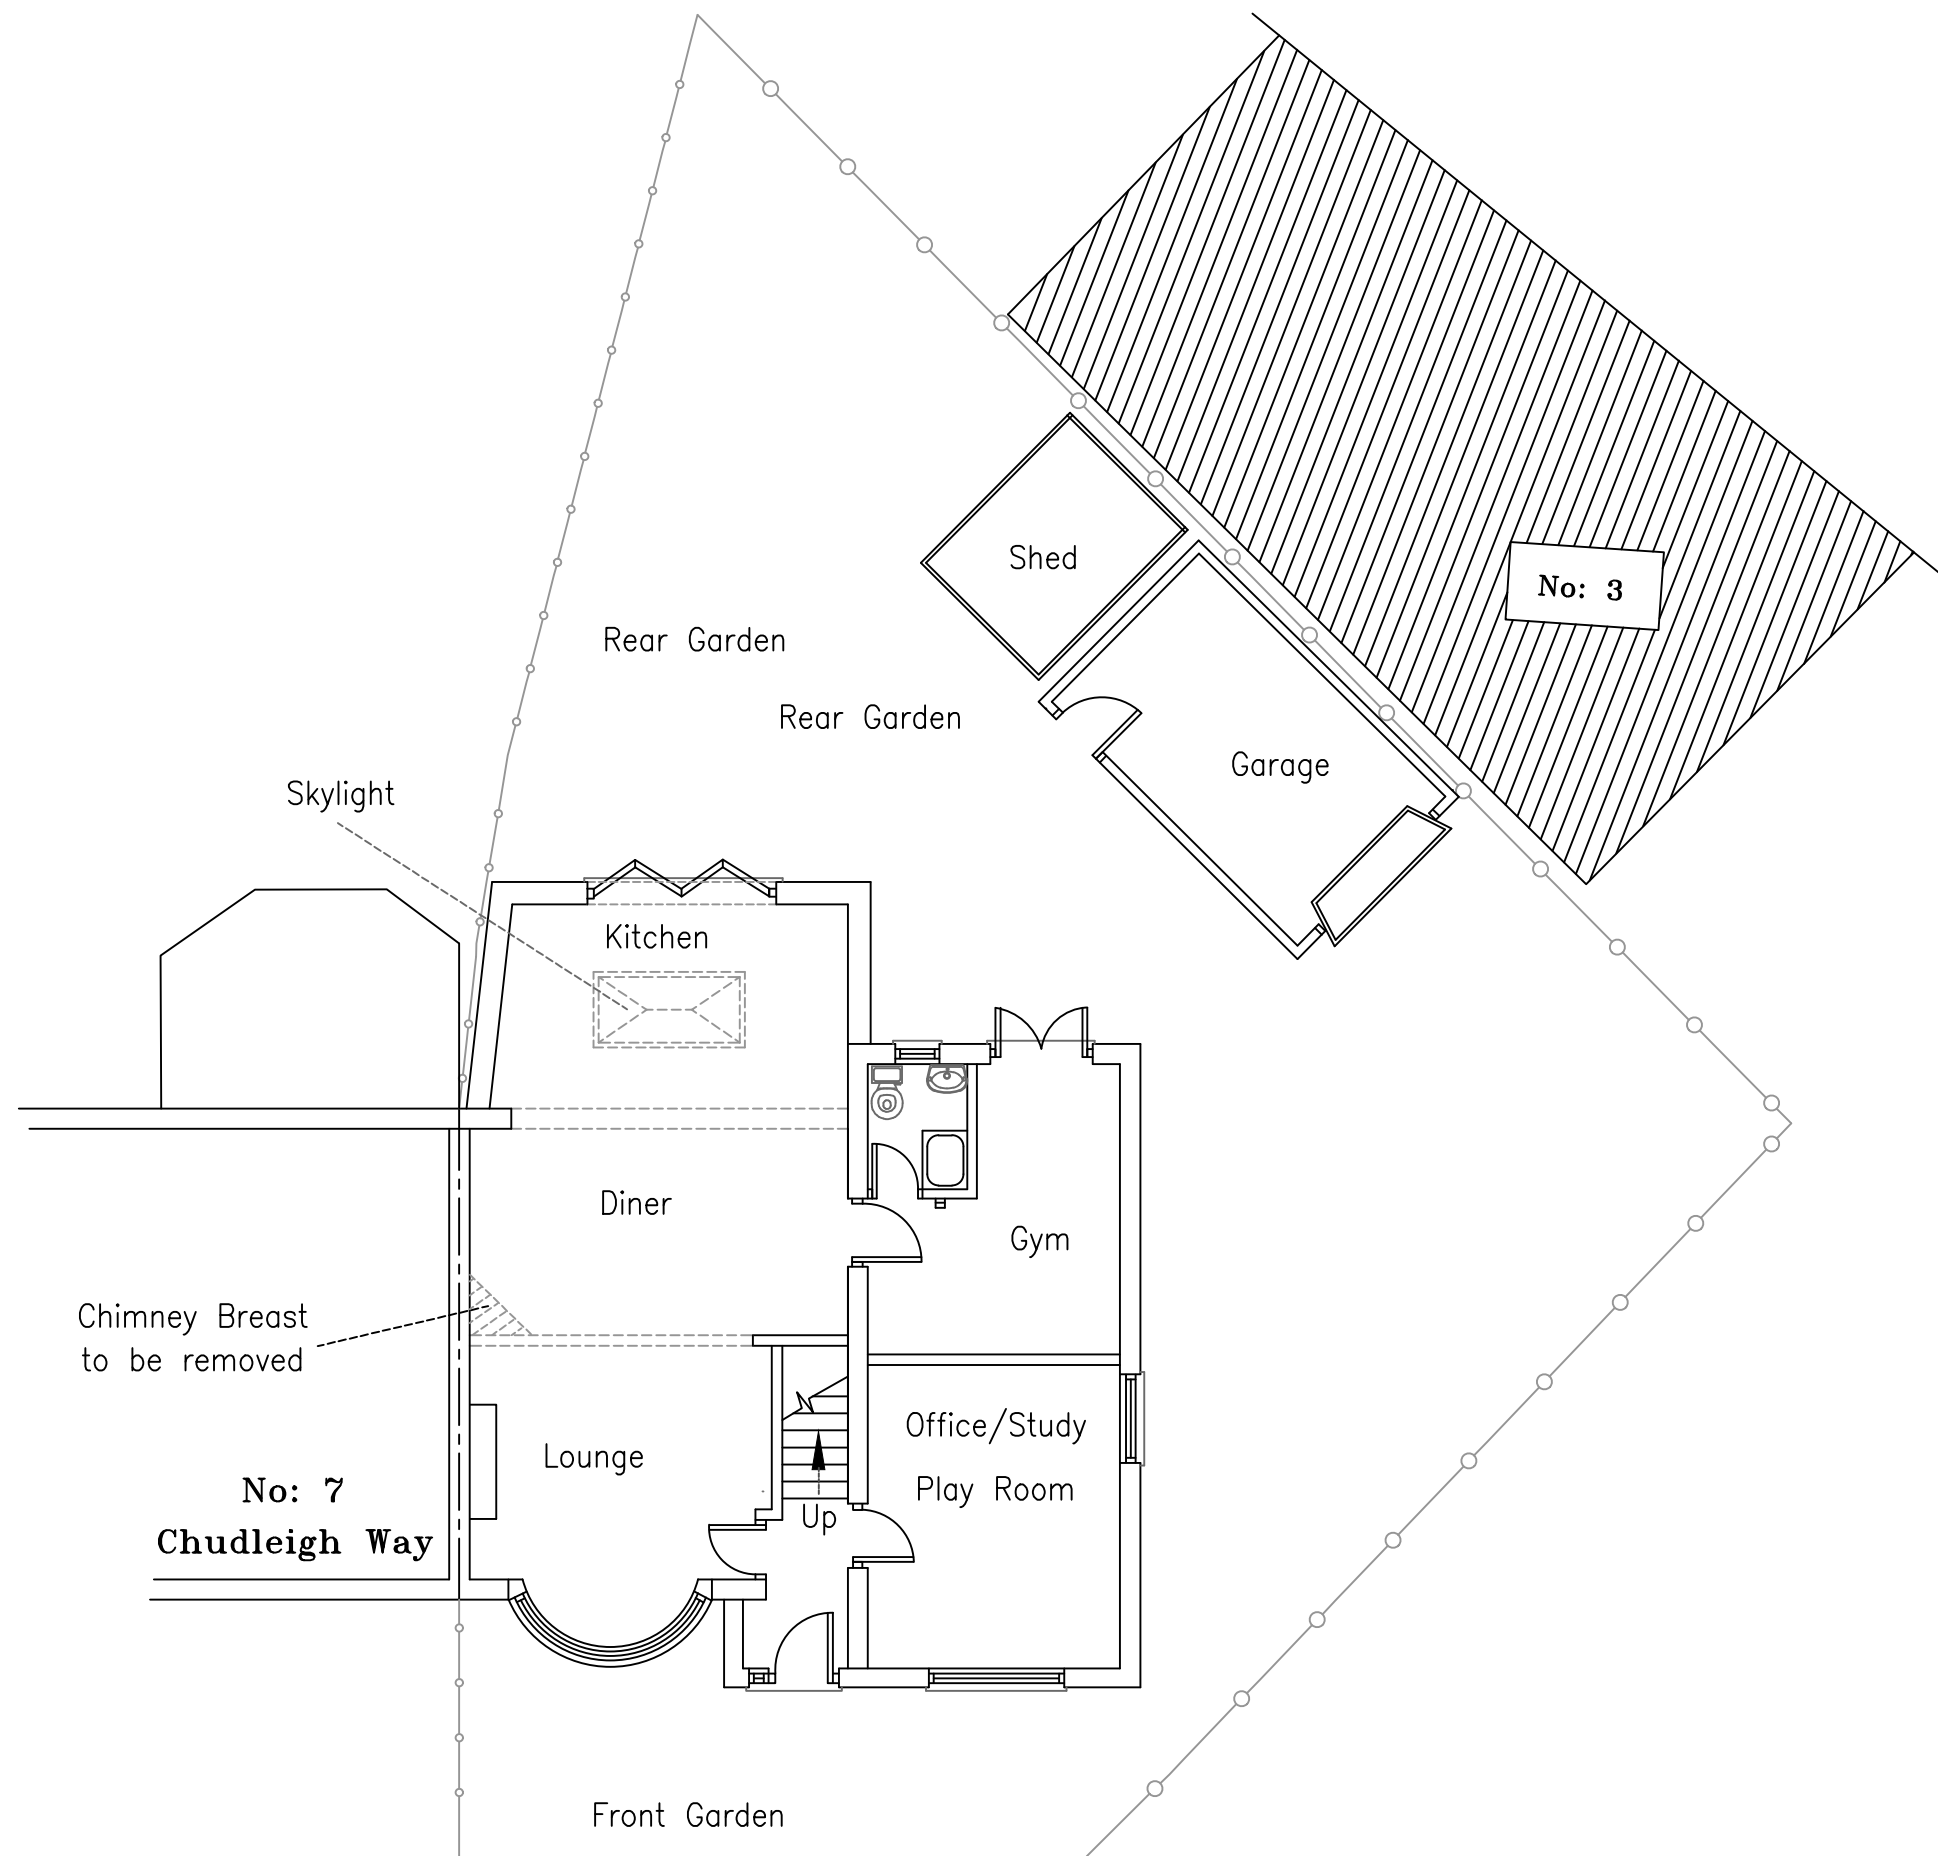 No: 3
Shed
Rear Garden
Rear Garden
Garage
Skylight
Kitchen
Diner
Gym
Chimney Breast
to be removed
Office/Study
Play Room
Lounge
No: 7
Chudleigh Way
Up
Front Garden